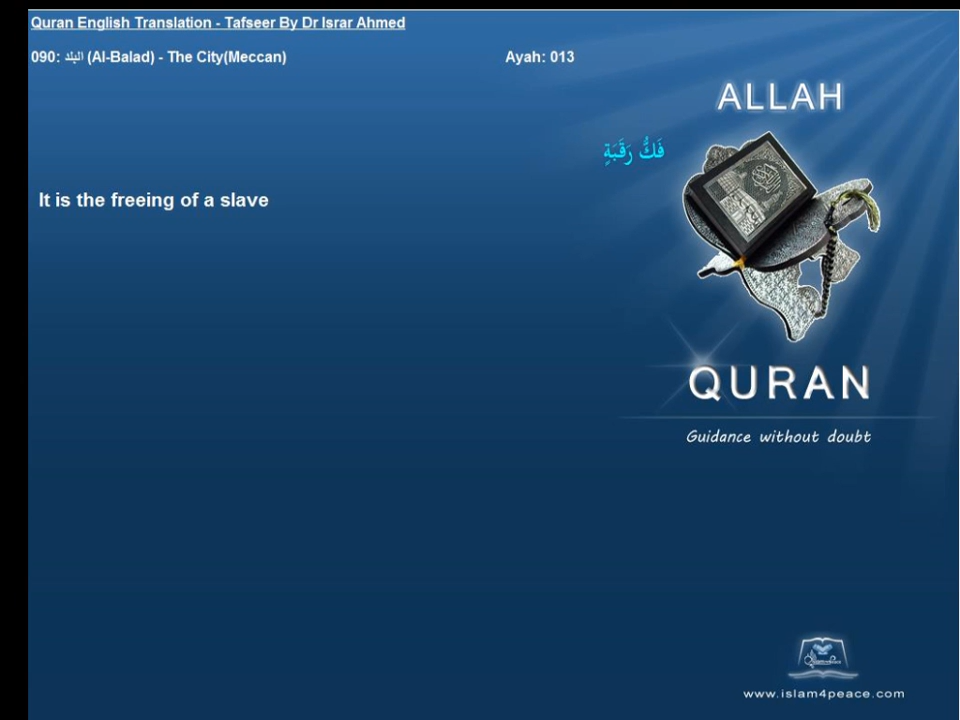 Quran English Translation - Tafseer By Dr Israr Ahmed
090: البلد (Al-Balad) - The City(Meccan) Ayah: 013
ALLAH
فَكُّ رَقَبَةٍ
It is the freeing of a slave
QURAN
Guidance without doubt
www.islam4peace.com